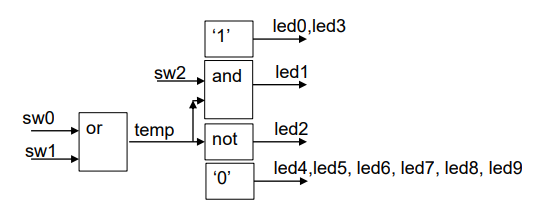 '1'
led0,led3
sw2
and
led1
sw0
or
temp
not
led2
sw1
'0'
led4,led5, led6, led7, led8, led9